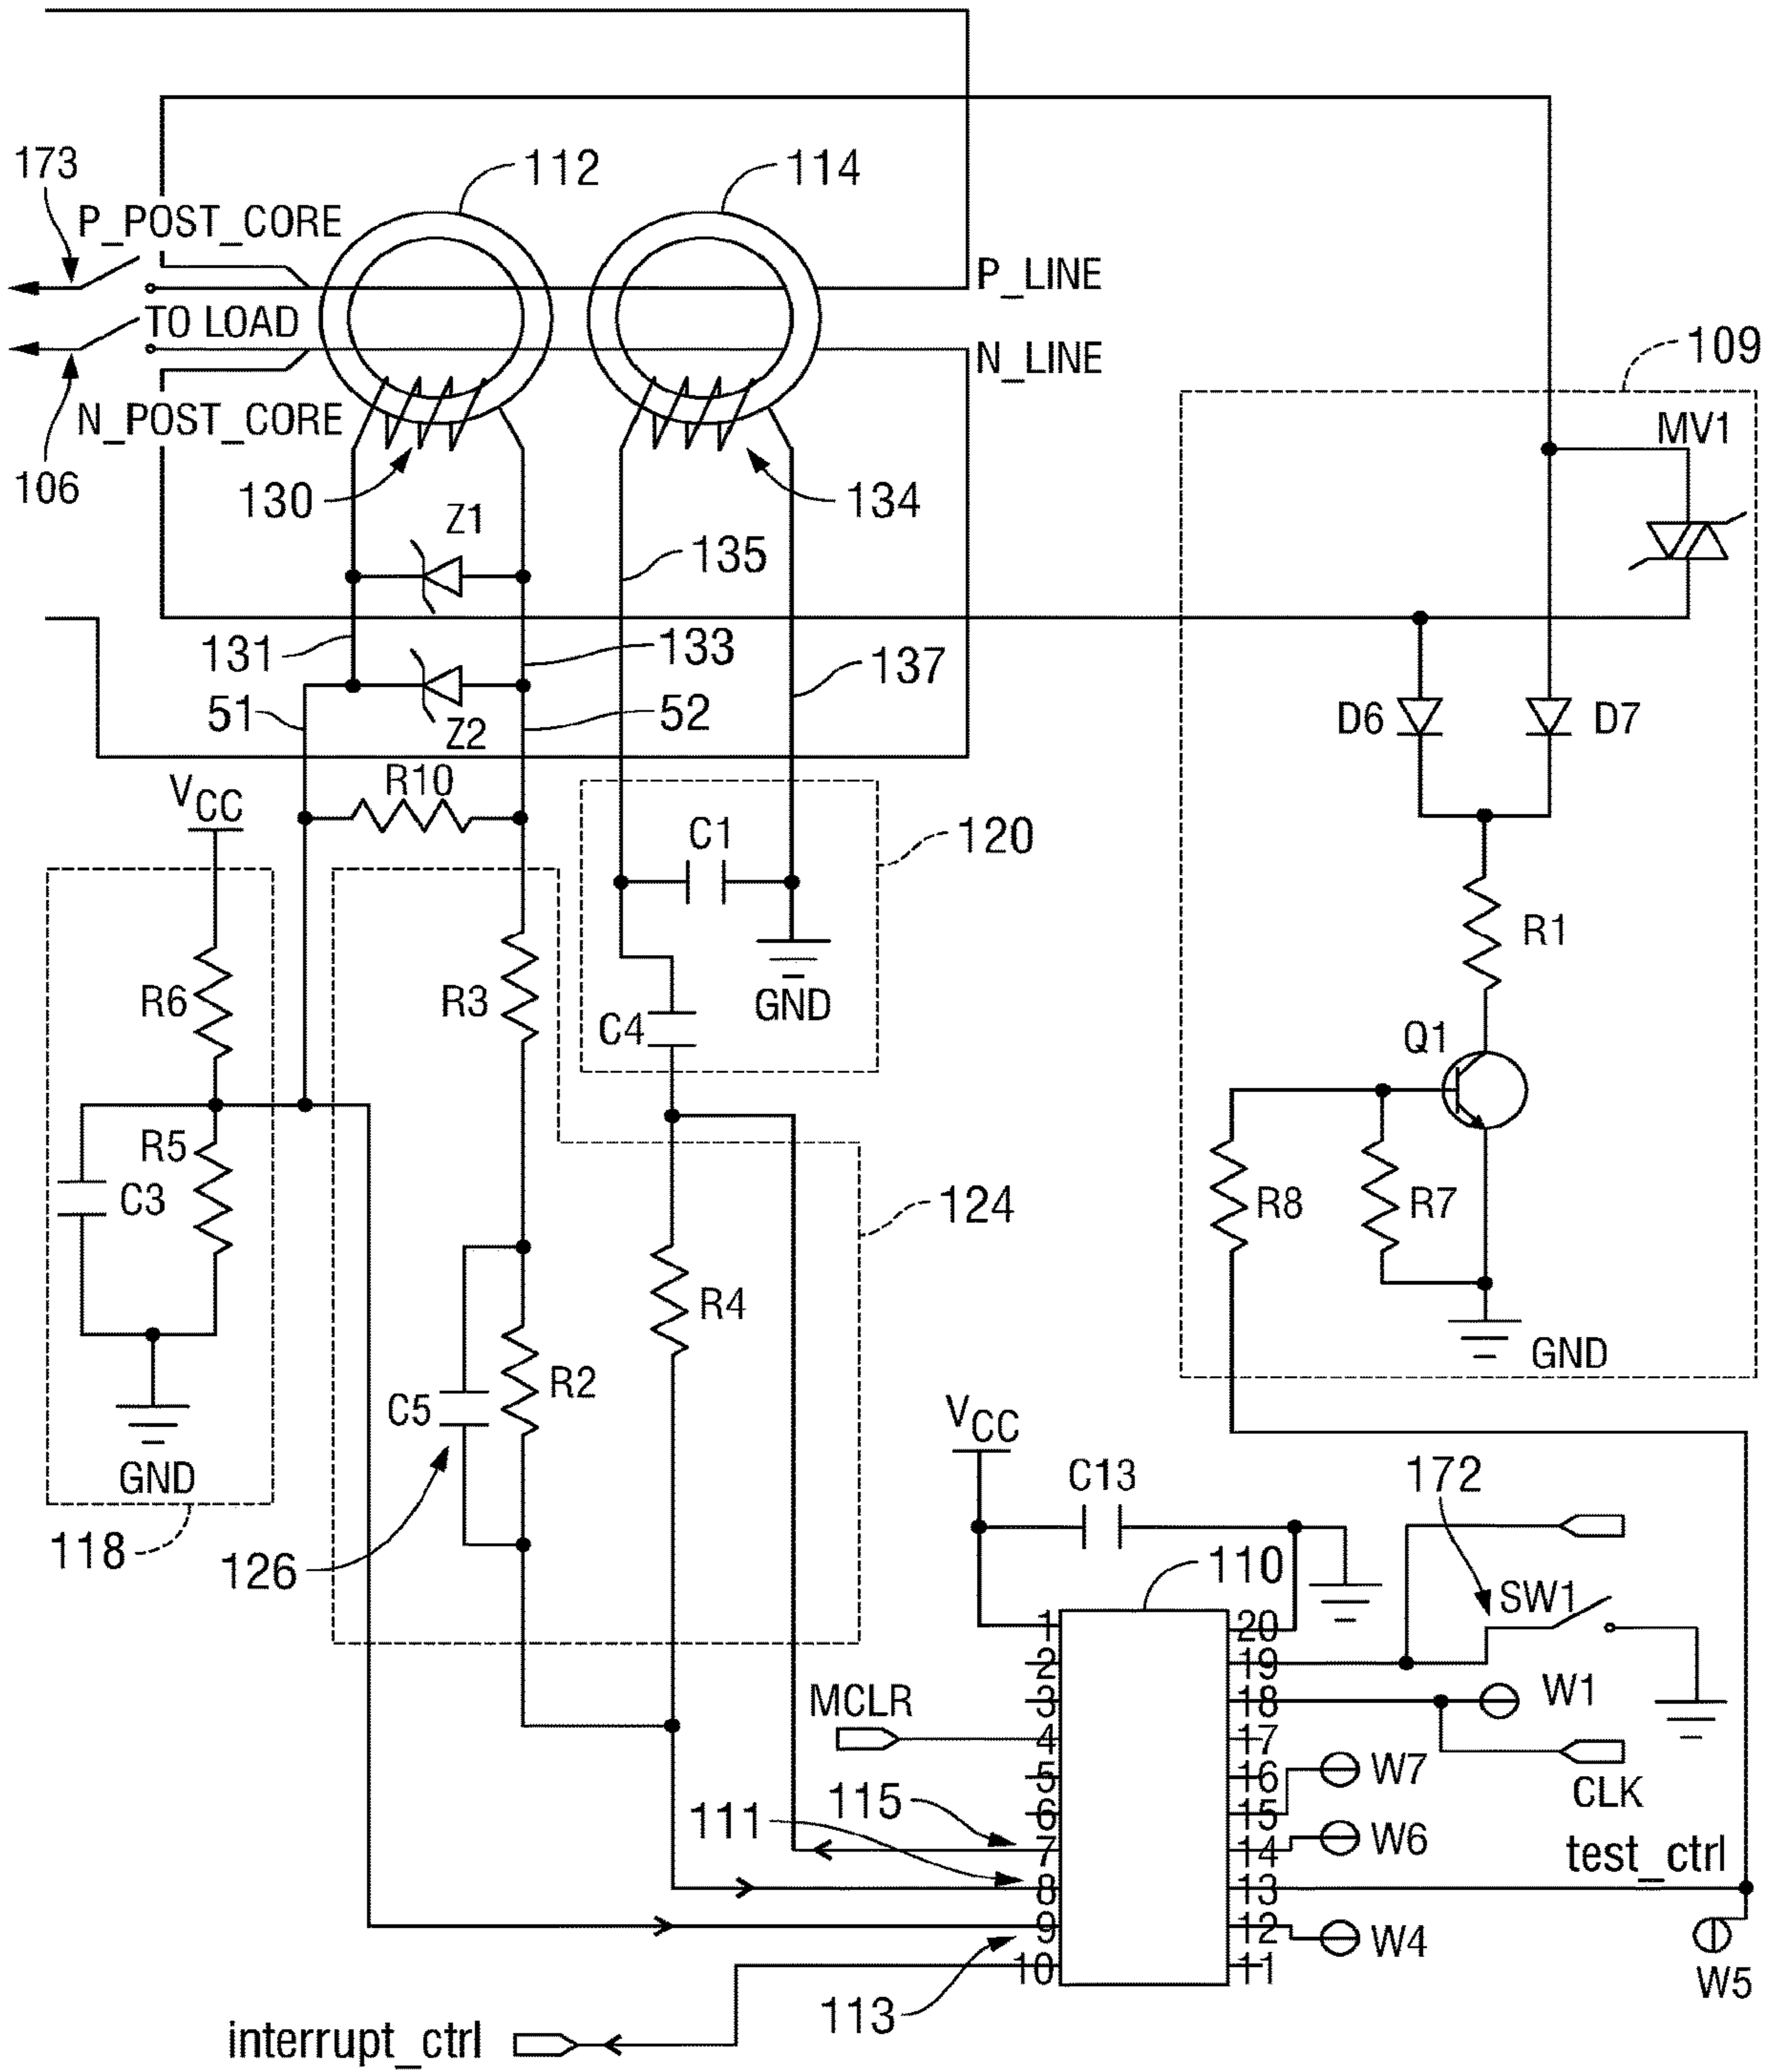 173
112
114
P_POST_CORE
P_LINE
TO LOAD
N_LINE
109
N_POST_CORE
MV1
106
130
134
Z1
135
131
133
137
51
52
Z2
D6
D7
VCC
R10
C1
120
R1
R6
R3
C4
GND
Q1
R5
C3
124
R8
R7
R4
GND
C5
R2
VCC
GND
C13
172
118
126
110
SW1
1
20
2
19
MCLR
3
18
W1
4
17
5
16
W7
CLK
115
6
15
111
7
14
W6
test_ctrl
8
13
9
12
W4
10
11
W5
113
interrupt_ctrl